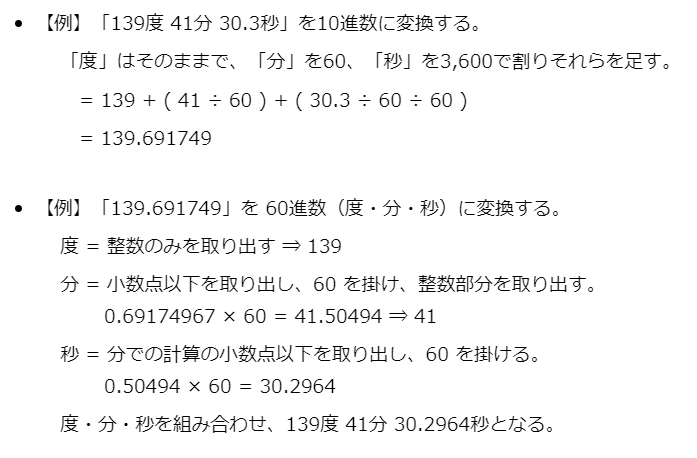 • 【例】「139度 41分 30.3秒」を10進数に変換する。
「度」はそのままで、「分」を60、「秒」を3,600で割りそれらを足す。
= 139 + ( 41 ÷ 60 ) + ( 30.3 ÷ 60 ÷ 60 )
= 139.691749
• 【例】「139.691749」を 60進数（度・分・秒）に変換する。
度 = 整数のみを取り出す ⇒ 139
分 = 小数点以下を取り出し、60 を掛け、整数部分を取り出す。
0.69174967 × 60 = 41.50494 ⇒ 41
秒 = 分での計算の小数点以下を取り出し、60 を掛ける。
0.50494 × 60 = 30.2964
度・分・秒を組み合わせ、139度 41分 30.2964秒となる。